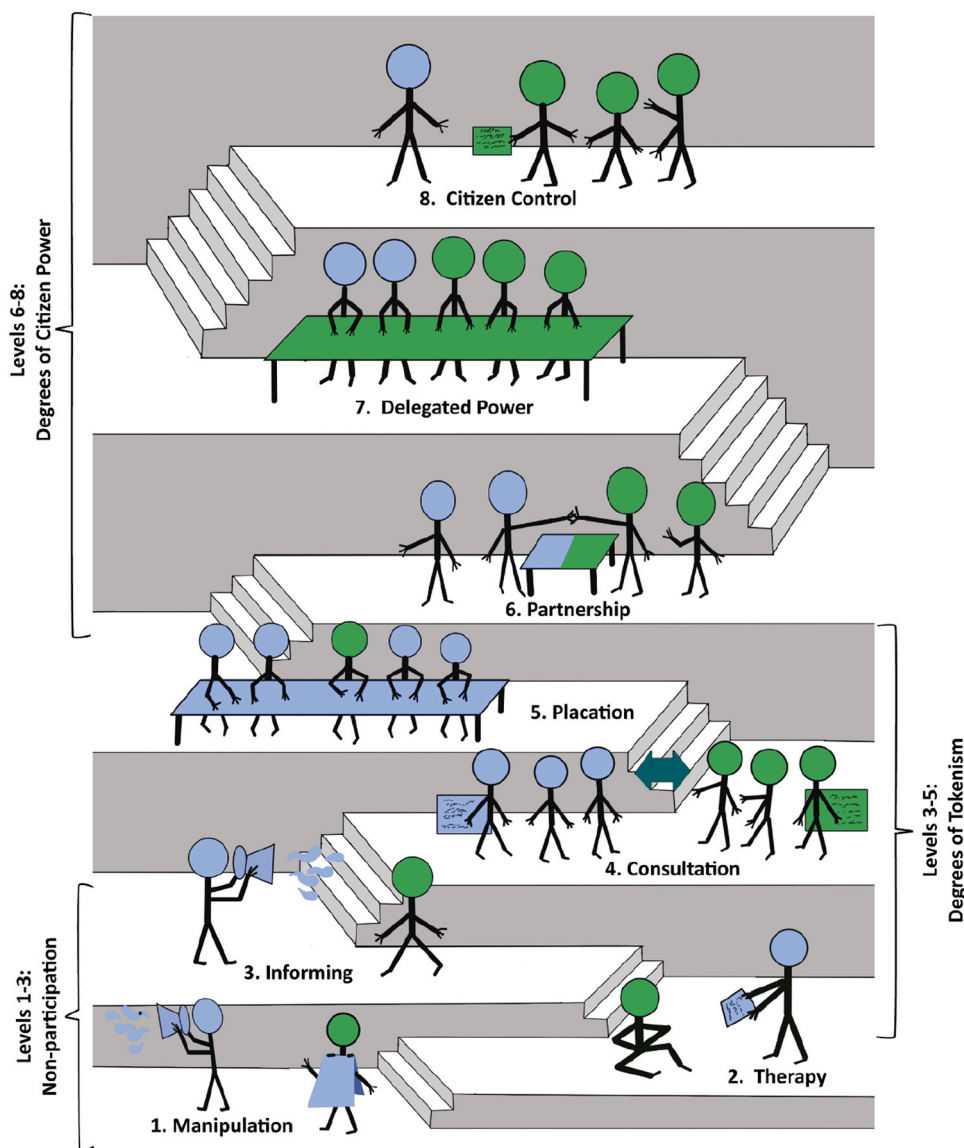 8. Citizen Control
Levels 6-8:
Degrees of Citizen Power
7. Delegated Power
6. Partnership
5. Placation
4. Consultation
Levels 3-5:
Degrees of Tokenism
3. Informing
Levels 1-3:
Non-participation
2. Therapy
1. Manipulation